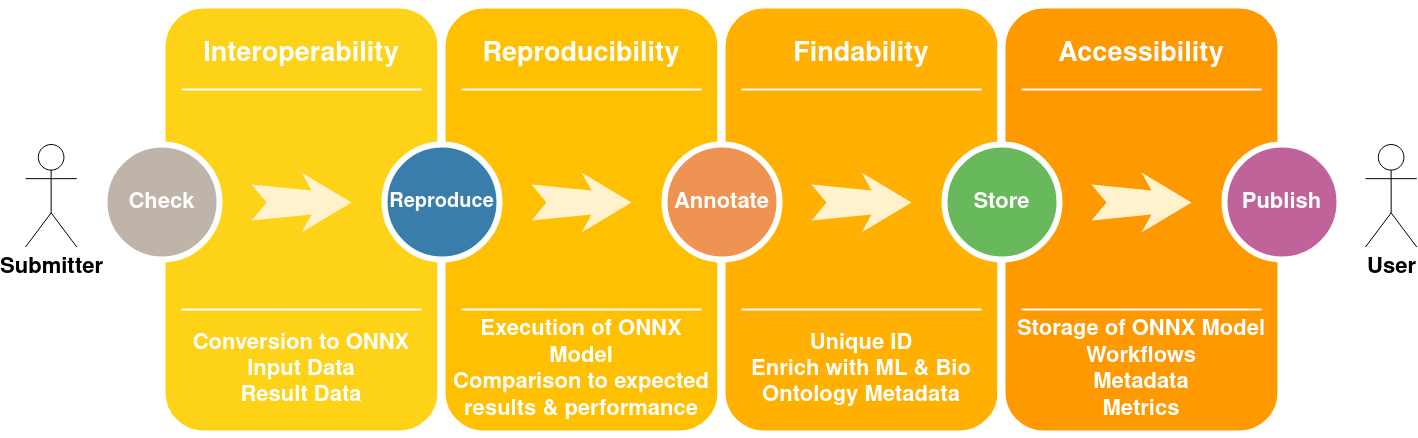 Interoperability
Reproducibility
Findability
Accessibility
Check
Reproduce
Annotate
Store
Publish
Submitter
User
Conversion to ONNX
Input Data
Result Data
Execution of ONNX
Model
Comparison to expected
results & performance
Unique ID
Enrich with ML & Bio
Ontology Metadata
Storage of ONNX Model
Workflows
Metadata
Metrics